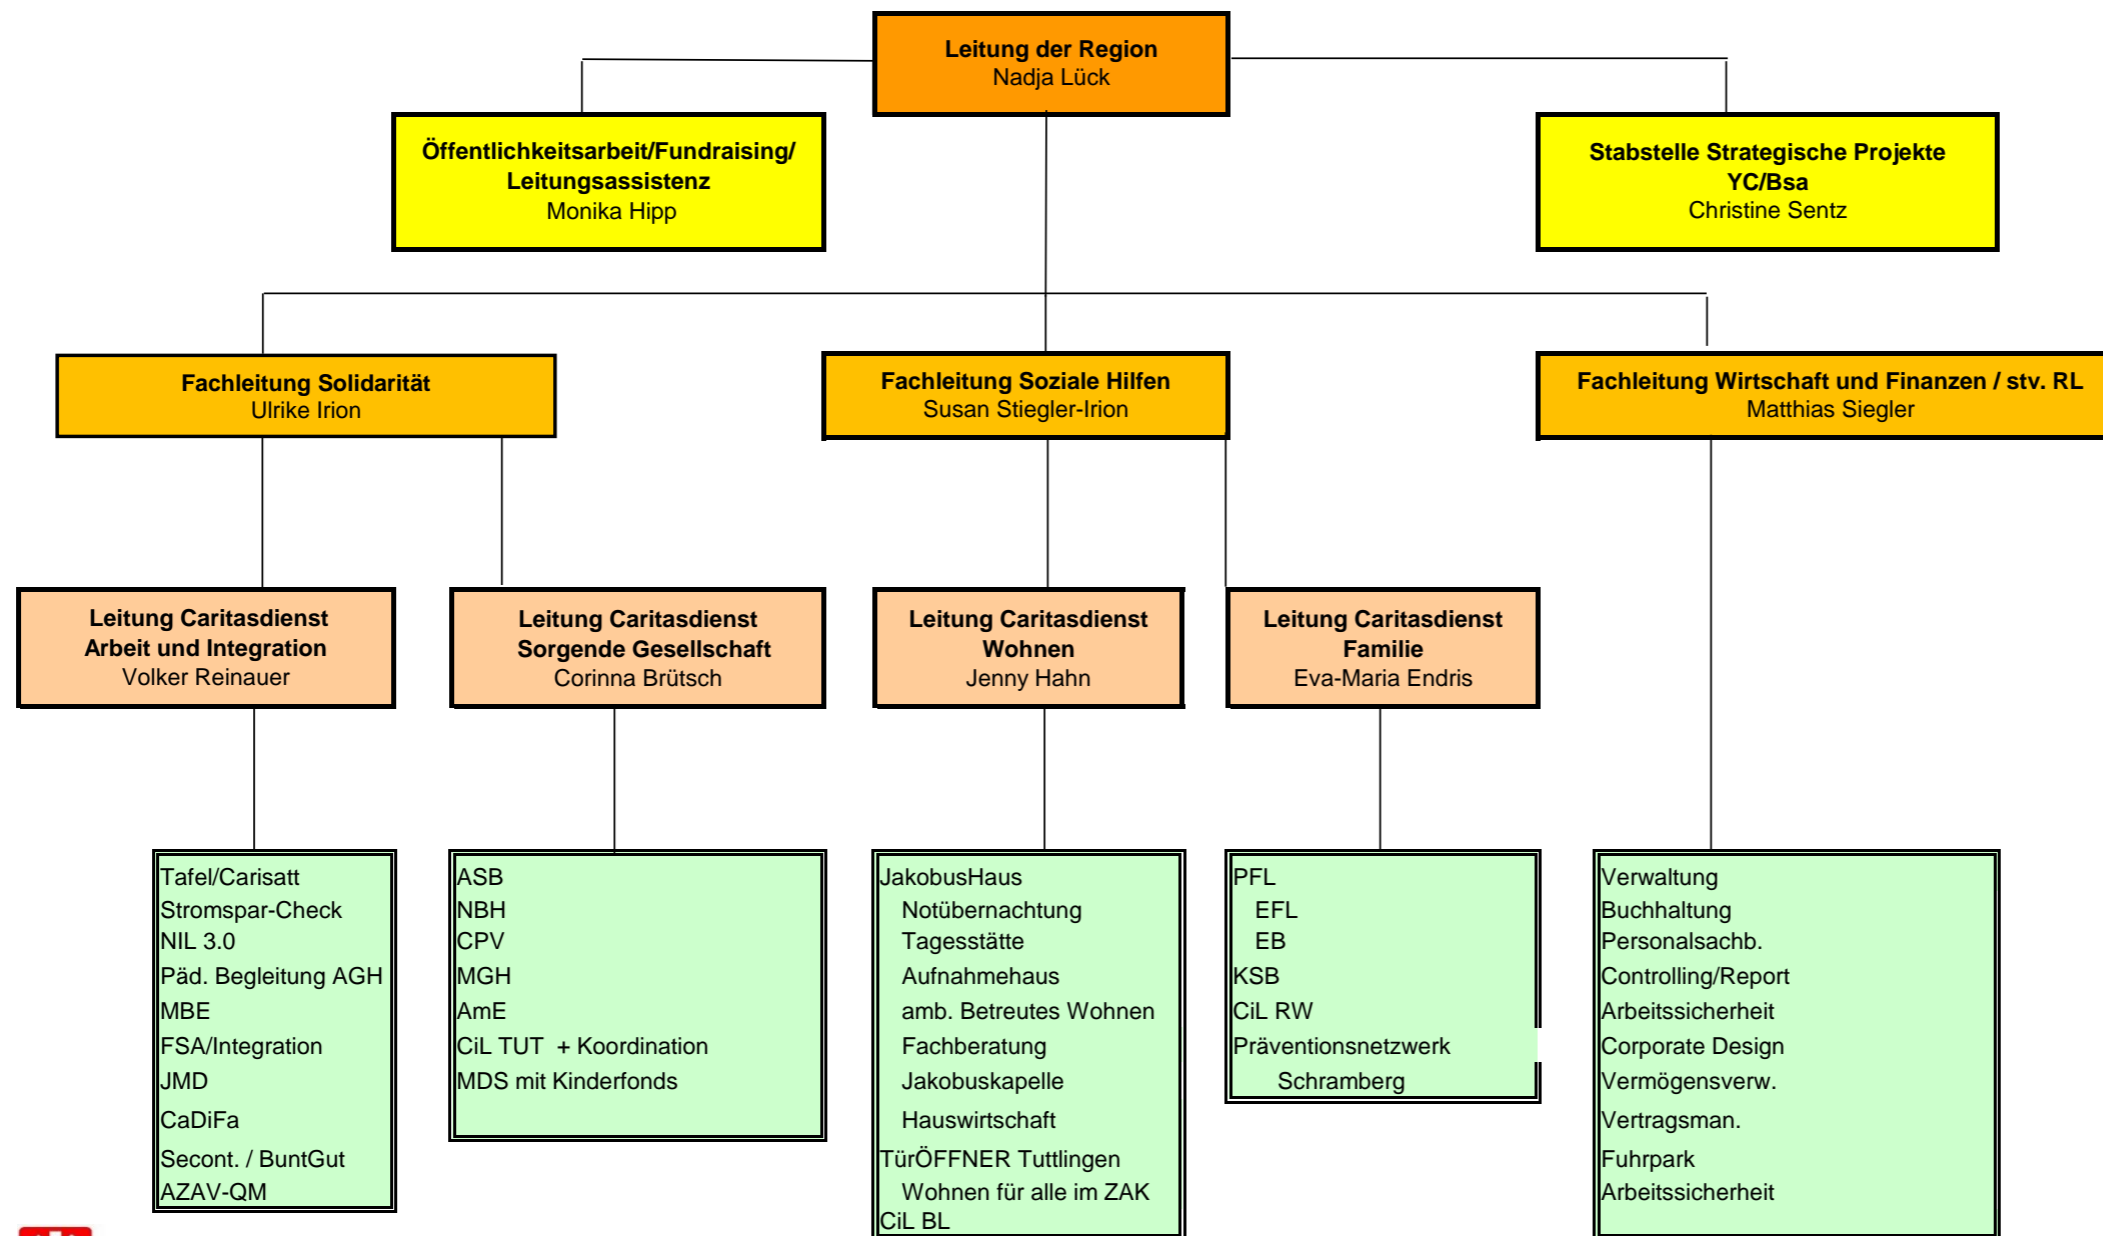 Leitung der Region
Nadja Lück
Öffentlichkeitsarbeit/Fundraising/
Leitungsassistenz
Monika Hipp
Stabstelle Strategische Projekte
YC/Bsa
Christine Sentz
Fachleitung Solidarität
Ulrike Irion
Fachleitung Soziale Hilfen
Susan Stiegler-Irion
Fachleitung Wirtschaft und Finanzen / stv. RL
Matthias Siegler
Leitung Caritasdienst
Arbeit und Integration
Volker Reinauer
Leitung Caritasdienst
Sorgende Gesellschaft
Corinna Brütsch
Leitung Caritasdienst
Wohnen
Jenny Hahn
Leitung Caritasdienst
Familie
Eva-Maria Endris
Tafel/Carisatt
Stromspar-Check
NIL 3.0
Päd. Begleitung AGH
MBE
FSA/Integration
JMD
CaDiFa
Secont. / BuntGut
AZAV-QM
ASB
NBH
CPV
MGH
AmE
CiL TUT + Koordination
MDS mit Kinderfonds
JakobusHaus
Notübernachtung
Tagesstätte
Aufnahmehaus
amb. Betreutes Wohnen
Fachberatung
Jakobuskapelle
Hauswirtschaft
TürÖFFNER Tuttlingen
Wohnen für alle im ZAK
CiL BL
PFL
EFL
EB
KSB
CiL RW
Präventionsnetzwerk
Schramberg
Verwaltung
Buchhaltung
Personalsachb.
Controlling/Report
Arbeitssicherheit
Corporate Design
Vermögensverw.
Vertragsman.
Fuhrpark
Arbeitssicherheit